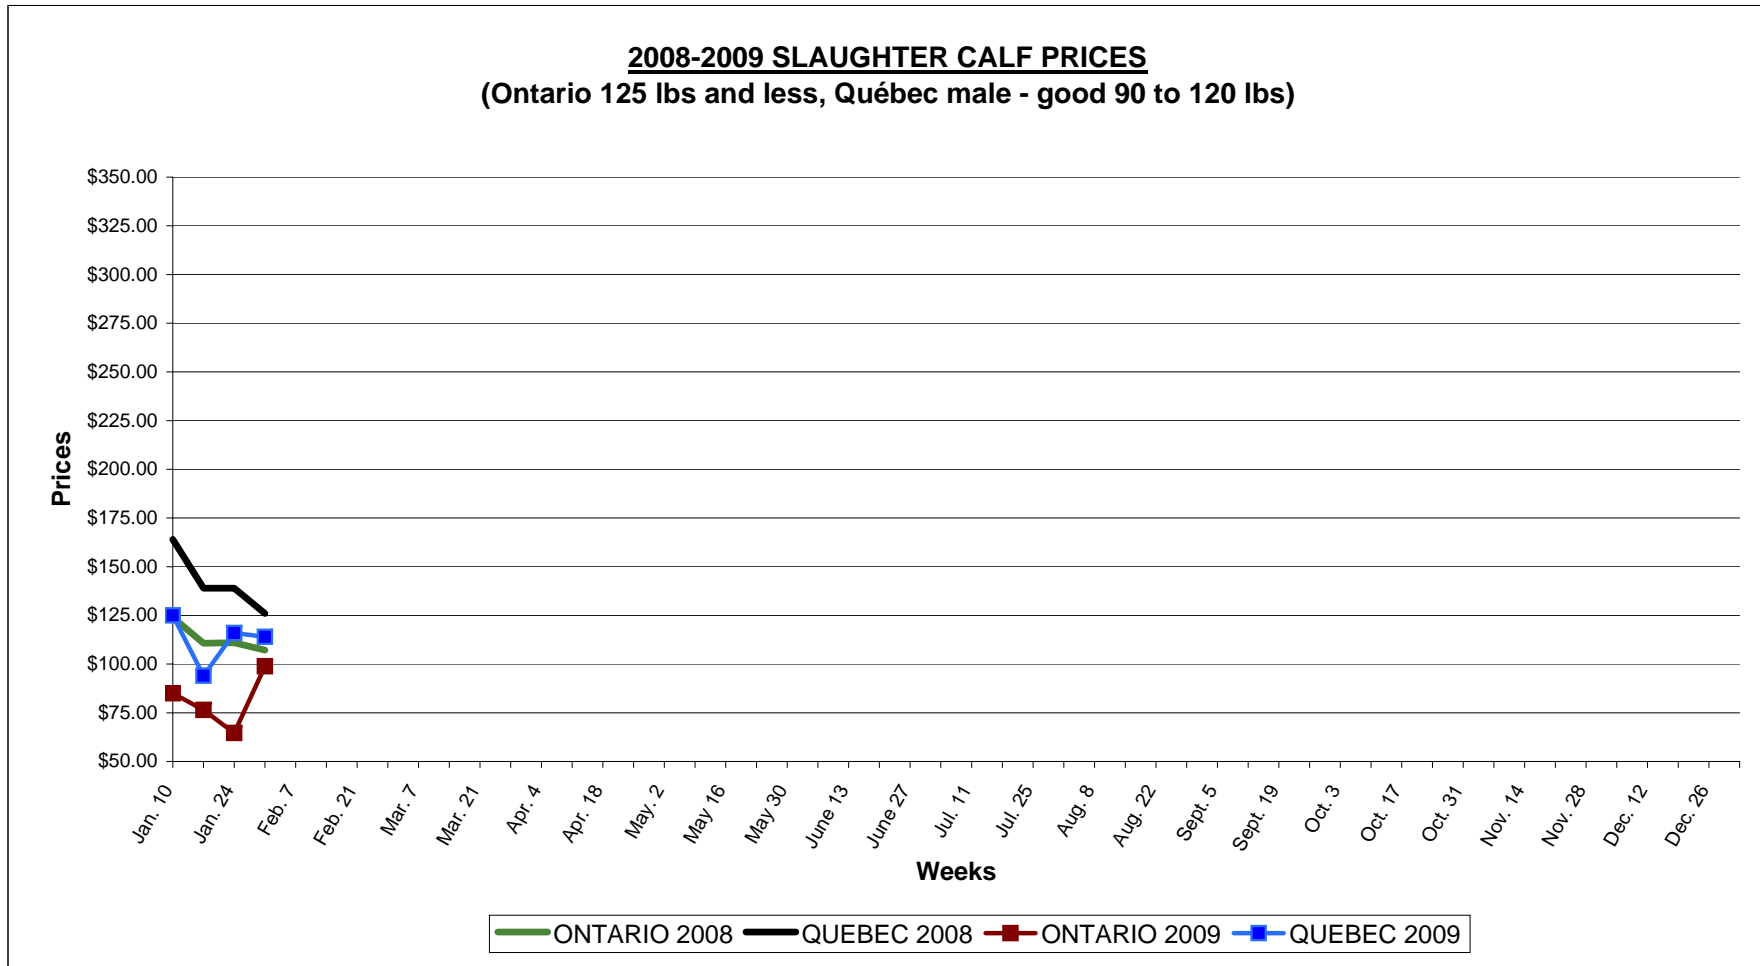 2008-2009 SLAUGHTER CALF PRICES
(Ontario 125 lbs and less, Québec male - good 90 to 120 lbs)
$350.00
$325.00
$300.00
$275.00
$250.00
$225.00
$200.00
$175.00
$150.00
$125.00
$100.00
$75.00
$50.00
Prices
Jan. 10
Jan. 24
Feb. 7
Feb. 21
Mar. 7
Mar. 21
Apr. 4
Apr. 18
May. 2
May 16
May 30
June 13
June 27
Jul. 11
Jul. 25
Aug. 8
Aug. 22
Sept. 5
Sept. 19
Oct. 3
Oct. 17
Oct. 31
Nov. 14
Nov. 28
Dec. 12
Dec. 26
Weeks
ONTARIO 2008 QUEBEC 2008 ONTARIO 2009 QUEBEC 2009